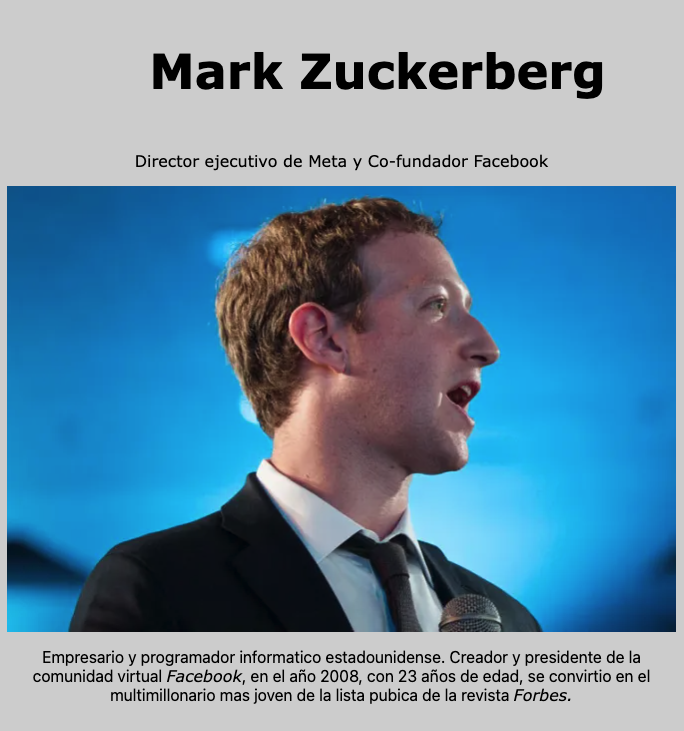 Mark Zuckerberg
Director ejecutivo de Meta y Co-fundador Facebook
Empresario y programador informatico estadounidense. Creador y presidente de la
comunidad virtual Facebook, en el año 2008, con 23 años de edad, se convirtio en el
multimillonario mas joven de la lista pubica de la revista Forbes.